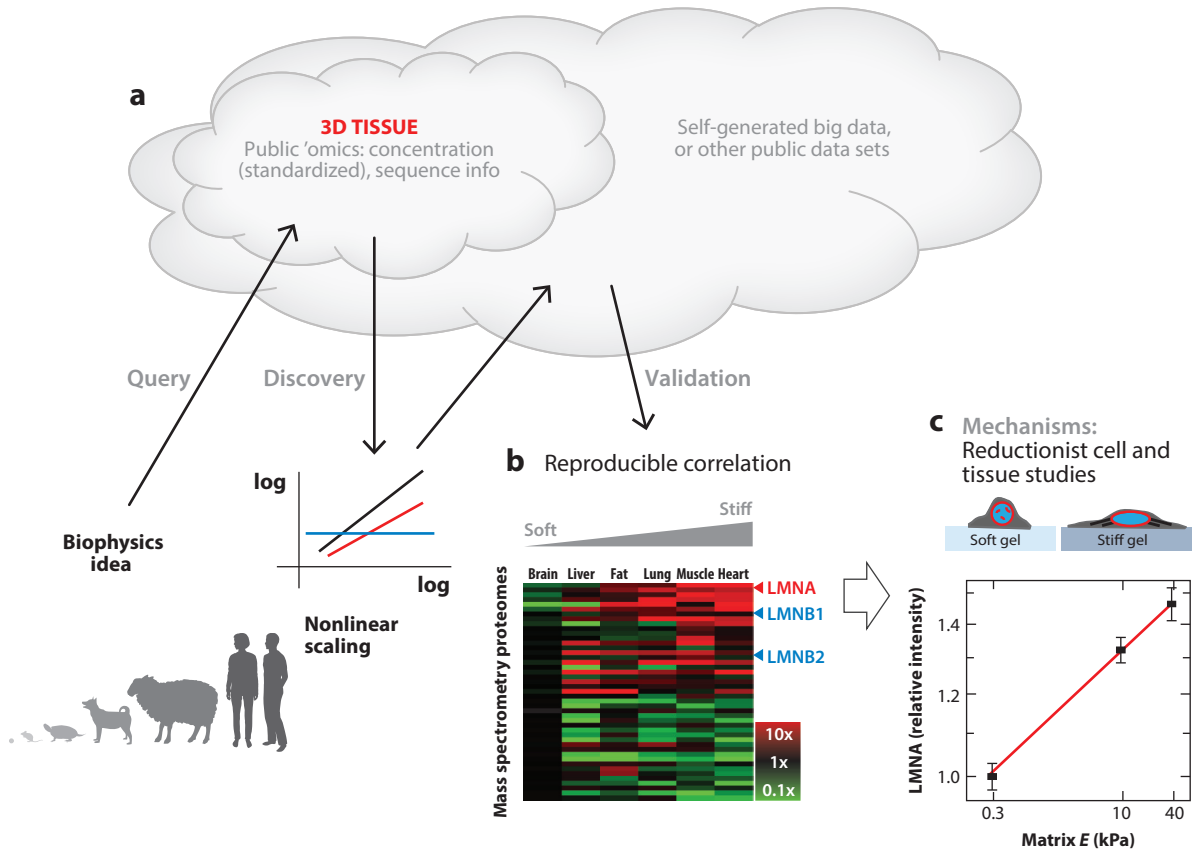 a
3D TISSUE
Public ’omics: concentration
(standardized), sequence info
Self-generated big data,
or other public data sets
Query
Discovery
Validation
Biophysics
idea
log
log
Nonlinear
scaling
b Reproducible correlation
Soft
Stiff
Brain Liver Fat Lung Muscle Heart
Mass spectrometry proteomes
LMNA
LMNB1
LMNB2
10x
1x
0.1x
c Mechanisms:
Reductionist cell and
tissue studies
Soft gel
Stiff gel
LMNA (relative intensity)
1.4
1.2
1.0
0.3 10 40
Matrix E (kPa)